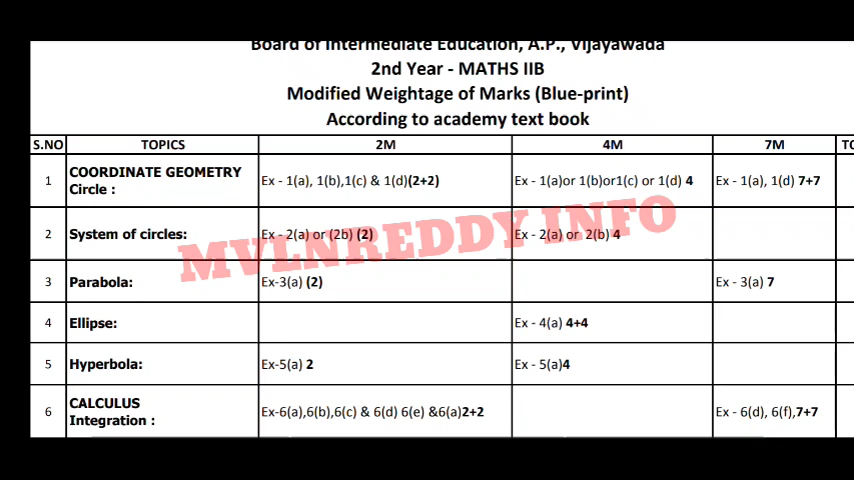 Board of Intermediate Education, A.P., Vijayawada
2nd Year - MATHS IIB
Modified Weightage of Marks (Blue-print)
According to academy text book
S.NO TOPICS 2M 4M 7M
1 COORDINATE GEOMETRY Circle : Ex - 1(a), 1(b),1(c) & 1(d)(2+2) Ex - 1(a)or 1(b)or1(c) or 1(d) 4 Ex - 1(a), 1(d) 7+7
2 System of circles: Ex - 2(a) or (2b) (2) Ex - 2(a) or 2(b) 4
MVLNREDDY INFO
3 Parabola: Ex-3(a) (2) Ex - 3(a) 7
4 Ellipse: Ex - 4(a) 4+4
5 Hyperbola: Ex-5(a) 2 Ex - 5(a)4
6 CALCULUS Integration : Ex-6(a),6(b),6(c) & 6(d) 6(e) &6(a)2+2 Ex - 6(d), 6(f),7+7